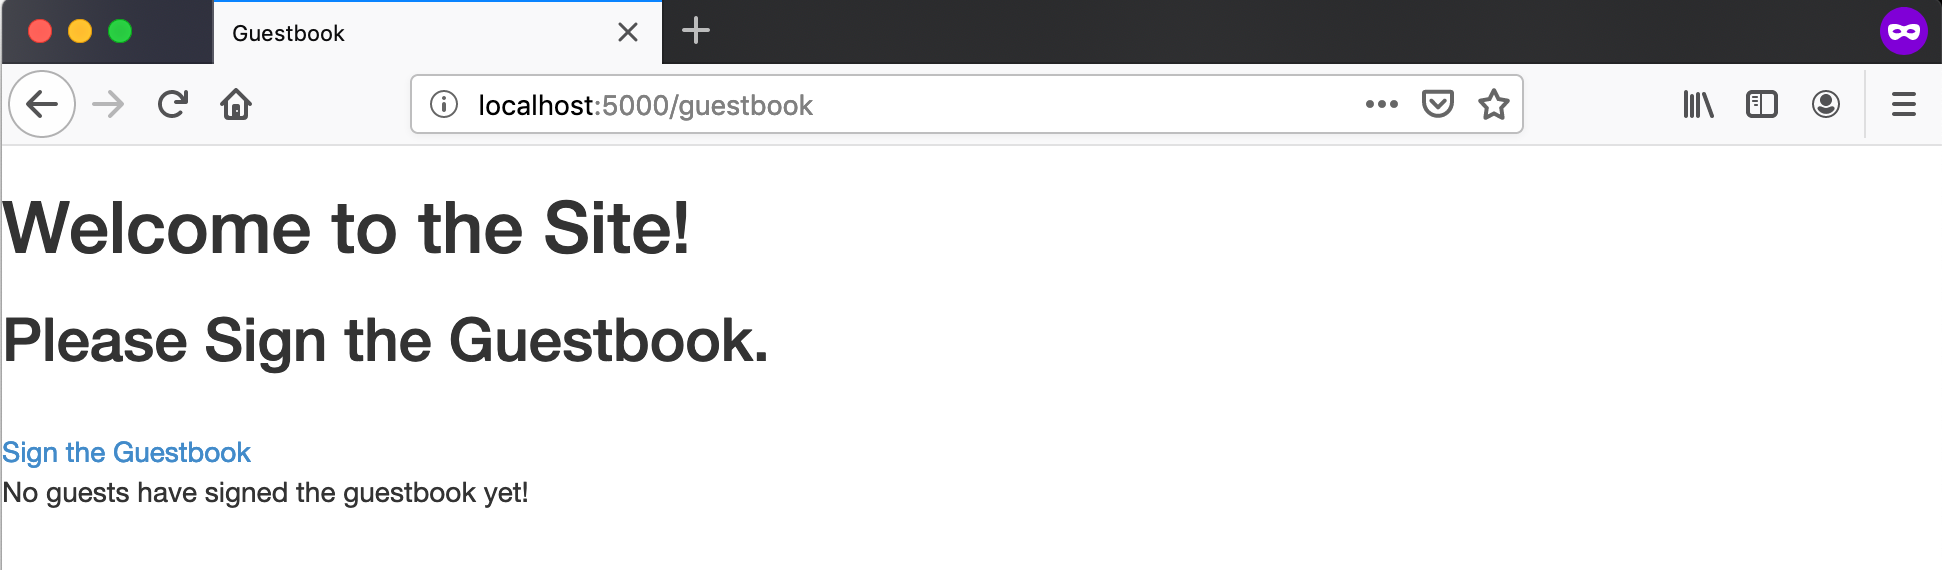 Guestbook
localhost:5000/guestbook
Welcome to the Site!
Please Sign the Guestbook.
Sign the Guestbook
No guests have signed the guestbook yet!